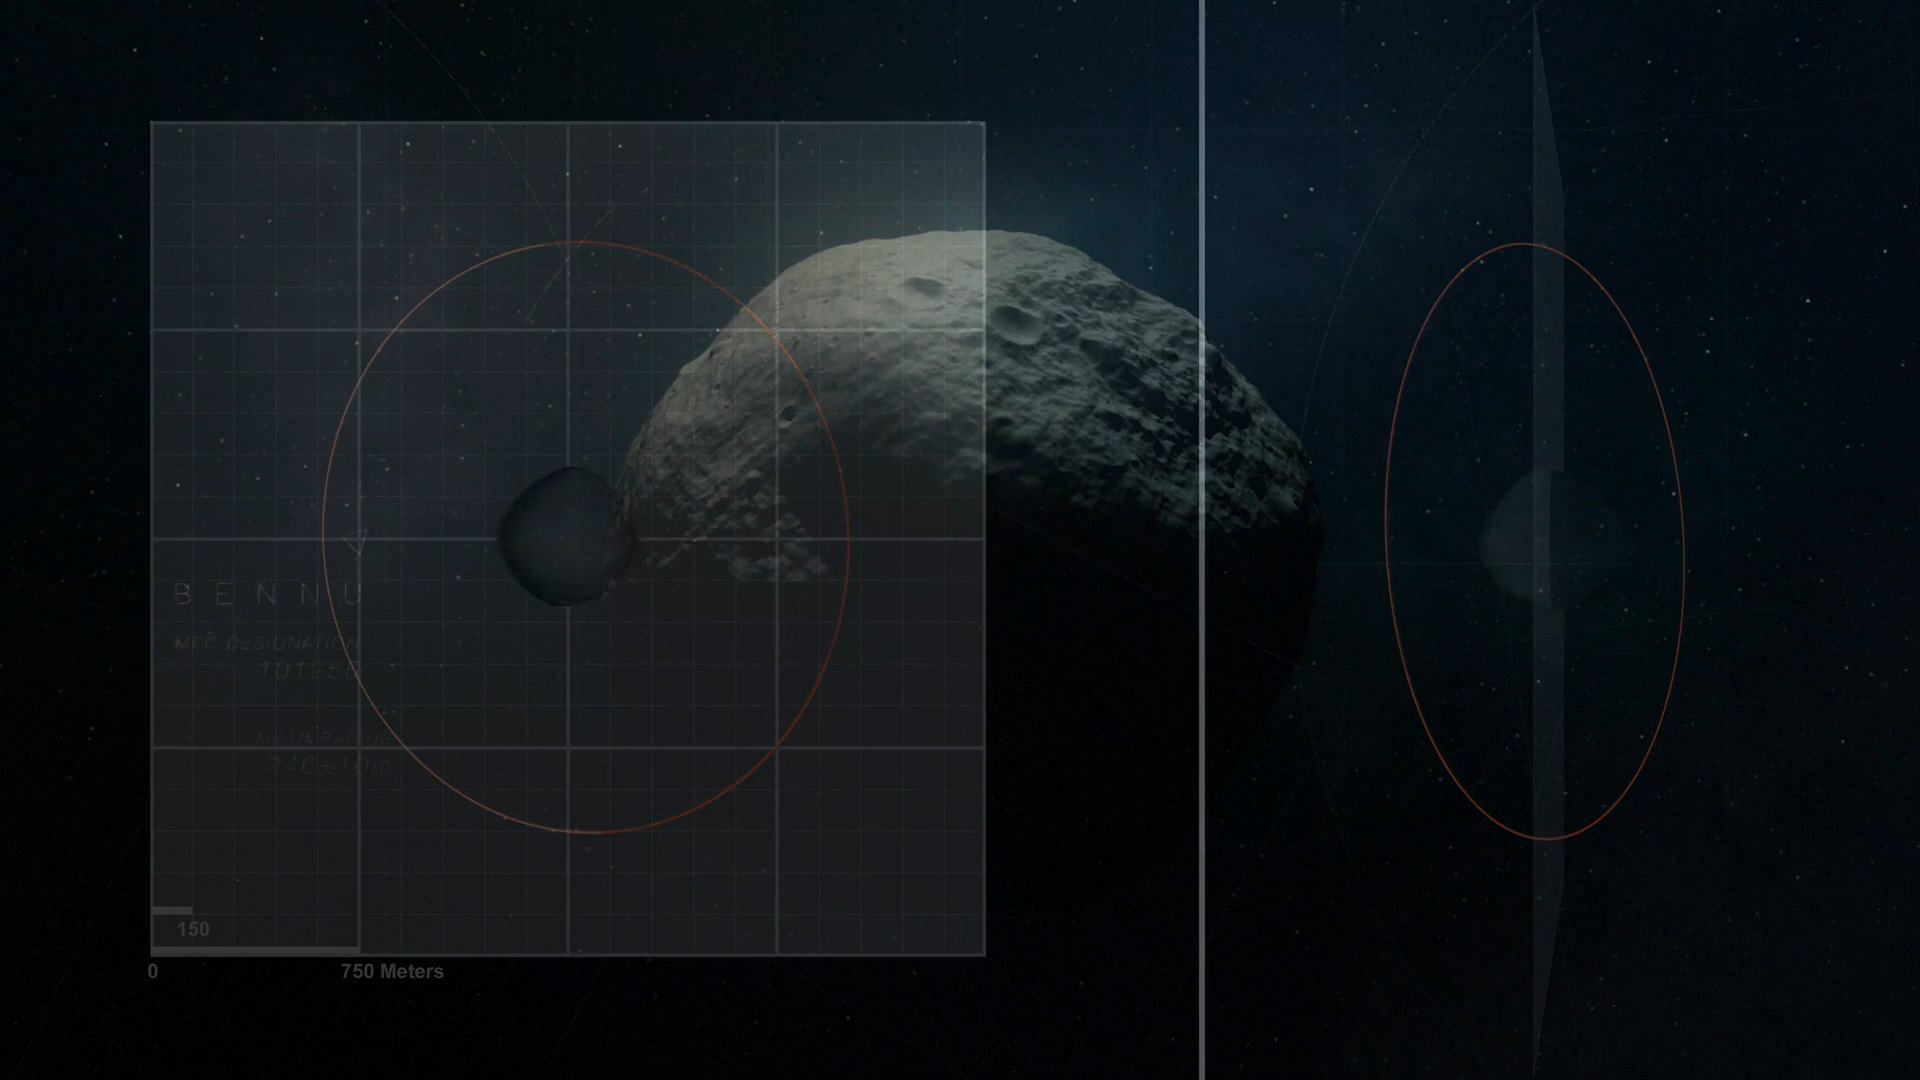 BENNU
MPC DESIGNATION
101955
MEAN RADIUS
246±10m
150
0
750 Meters